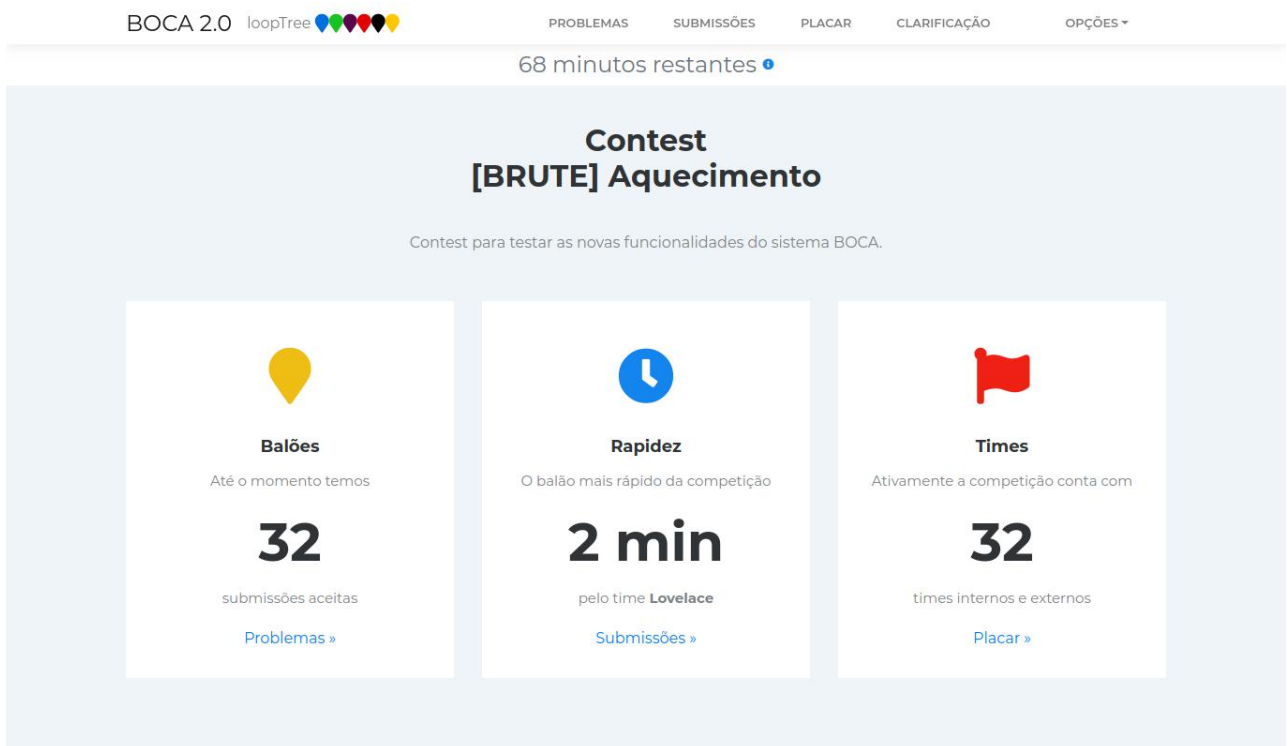 BOCA 2.0 loopTree PROBLEMAS SUBMISSÕES PLACAR CLARIFICAÇÃO OPÇÕES
68 minutos restantes
Contest
[BRUTE] Aquecimento
Contest para testar as novas funcionalidades do sistema BOCA.
Balões
Até o momento temos
32
submissões aceitas
Problemas »
Rapidez
O balão mais rápido da competição
2 min
pelo time Lovelace
Submissões »
Times
Ativamente a competição conta com
32
times internos e externos
Placar »